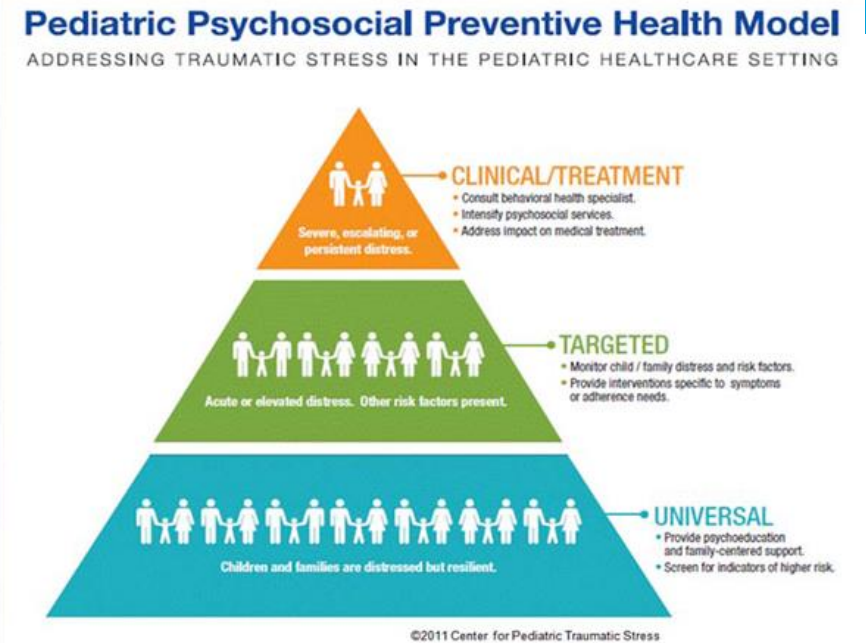 Pediatric Psychosocial Preventive Health Model
ADDRESSING TRAUMATIC STRESS IN THE PEDIATRIC HEALTHCARE SETTING
CLINICAL/TREATMENT
• Consult behavioral health specialist.
• Intensify psychosocial services.
• Address impact on medical treatment.
Severe, escalating, or
persistent distress.
TARGETED
• Monitor child / family distress and risk factors.
• Provide interventions specific to symptoms
or adherence needs.
Acute or elevated distress. Other risk factors present.
UNIVERSAL
• Provide psychoeducation
and family-centered support.
• Screen for indicators of higher risk.
Children and families are distressed but resilient.
©2011 Center for Pediatric Traumatic Stress